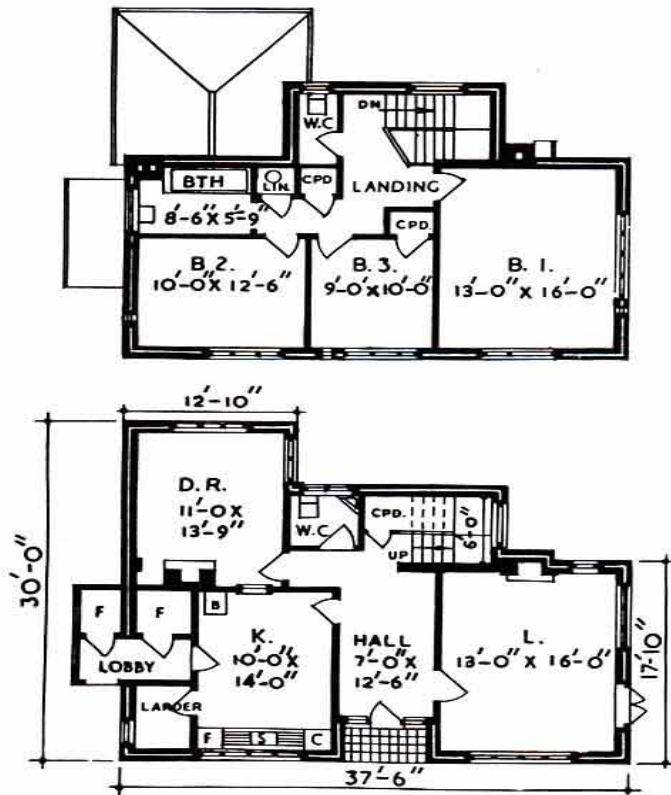 DN
W.C
BTH
LIN.
CPD
LANDING
8'-6" X 5'-9"
CPD.
B. 2.
10'-0" X 12'-6"
B. 3.
9'-0" X 10'-0"
B. 1.
13'-0" X 16'-0"
12'-10"
D. R.
11'-0 X
13'-9"
W.C
CPD.
UP
6'-0"
30'-0"
F
F
B
LOBBY
K.
10'-0" X
14'-0"
HALL
7'-0" X
12'-6"
L.
13'-0" X 16'-0"
17'-10"
LARDER
F
S
C
37'-6"